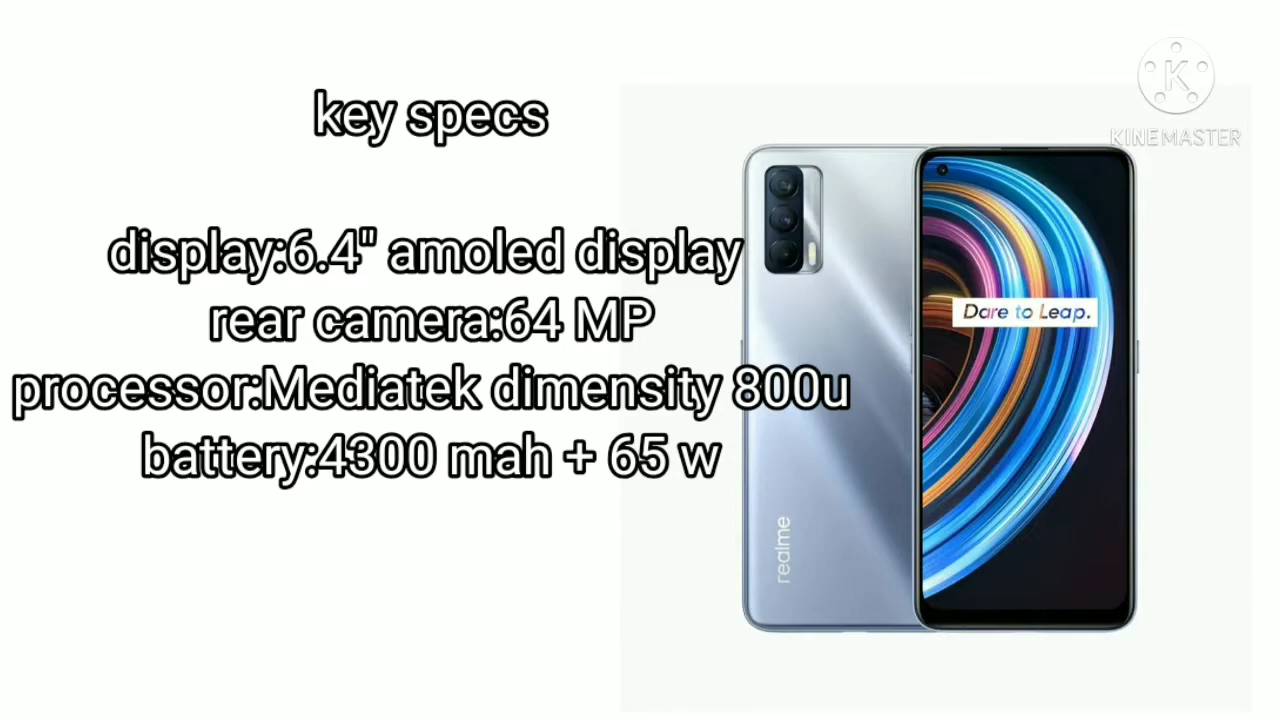 key specs
display:6.4" amoled display
rear camera:64 MP
processor:Mediatek dimensity 800u
battery:4300 mah + 65 w
K
KINEMASTER
Dare to Leap.
realme